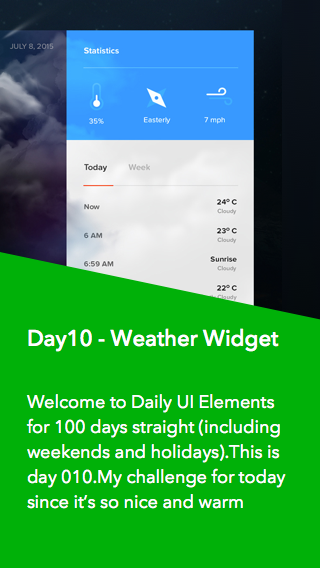 JULY 8, 2015
Statistics
35%
Easterly
7 mph
Today
Week
Now
24° C
Cloudy
6 AM
23° C
Cloudy
6:59 AM
Sunrise
Cloudy
22° C
Day10 - Weather Widget
Welcome to Daily UI Elements
for 100 days straight (including
weekends and holidays).This is
day 010.My challenge for today
since it’s so nice and warm